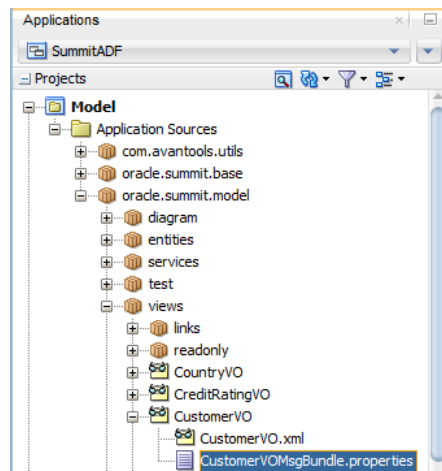 Applications
SummitADF
Projects
Model
Application Sources
com.avantools.utils
oracle.summit.base
oracle.summit.model
diagram
entities
services
test
views
links
readonly
CountryVO
CreditRatingVO
CustomerVO
CustomerVO.xml
CustomerVOMsgBundle.properties